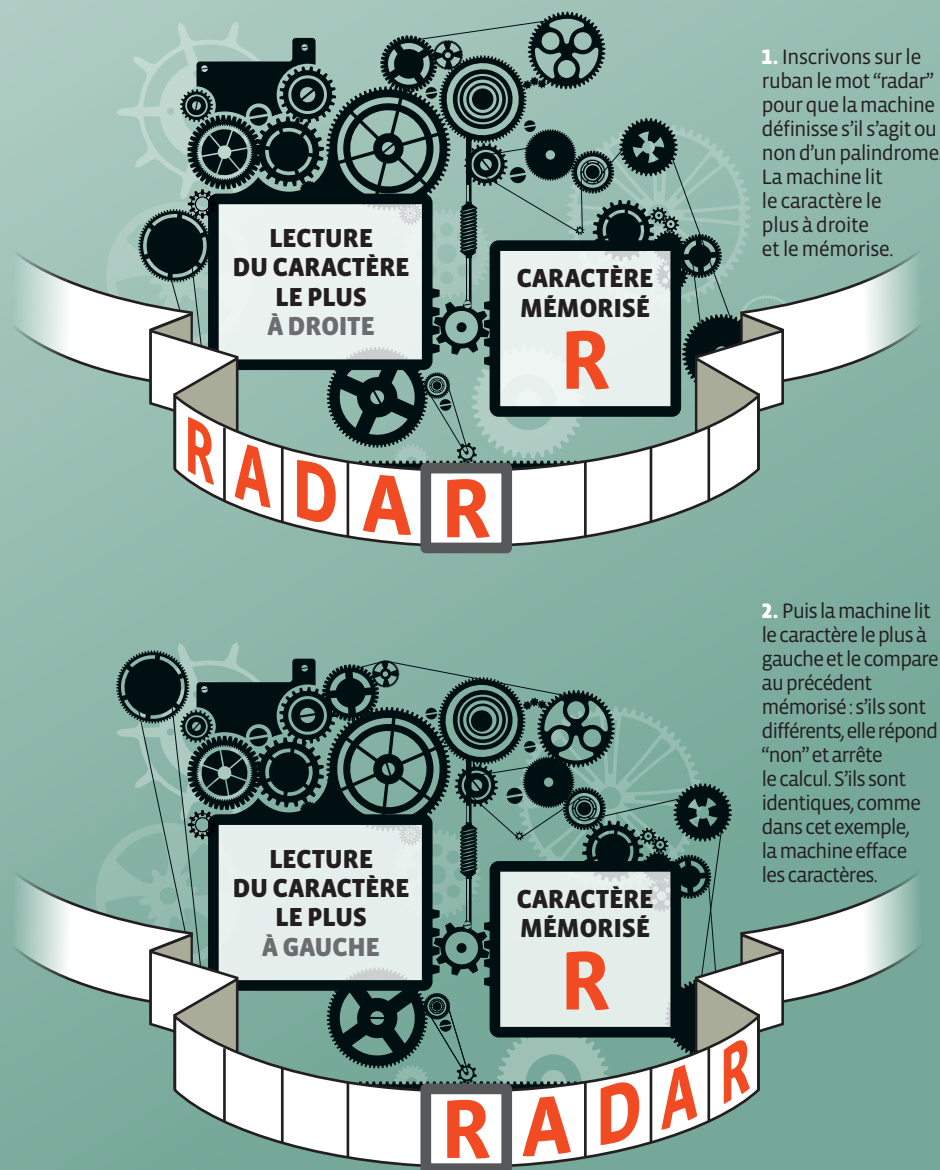 1. Inscrivons sur le
ruban le mot “radar”
pour que la machine
définisse s’il s’agit ou
non d’un palindrome.
La machine lit
le caractère le
plus à droite
et le mémorise.
LECTURE
DU CARACTÈRE
LE PLUS
À DROITE
CARACTÈRE
MÉMORISÉ
R
R A D A R
2. Puis la machine lit
le caractère le plus à
gauche et le compare
au précédent
mémorisé : s’ils sont
différents, elle répond
“non” et arrête
le calcul. S’ils sont
identiques, comme
dans cet exemple,
la machine efface
les caractères.
LECTURE
DU CARACTÈRE
LE PLUS
À GAUCHE
CARACTÈRE
MÉMORISÉ
R
R A D A R